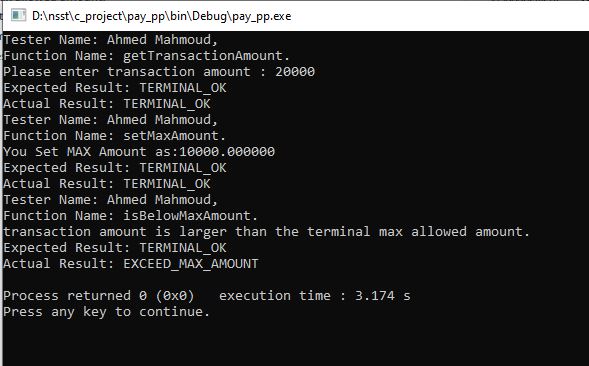 D:\nsst\c_project\pay_pp\bin\Debug\pay_pp.exe
Tester Name: Ahmed Mahmoud,
Function Name: getTransactionAmount.
Please enter transaction amount : 20000
Expected Result: TERMINAL_OK
Actual Result: TERMINAL_OK
Tester Name: Ahmed Mahmoud,
Function Name: setMaxAmount.
You Set MAX Amount as:10000.000000
Expected Result: TERMINAL_OK
Actual Result: TERMINAL_OK
Tester Name: Ahmed Mahmoud,
Function Name: isBelowMaxAmount.
transaction amount is larger than the terminal max allowed amount.
Expected Result: TERMINAL_OK
Actual Result: EXCEED_MAX_AMOUNT
Process returned 0 (0x0)   execution time : 3.174 s
Press any key to continue.